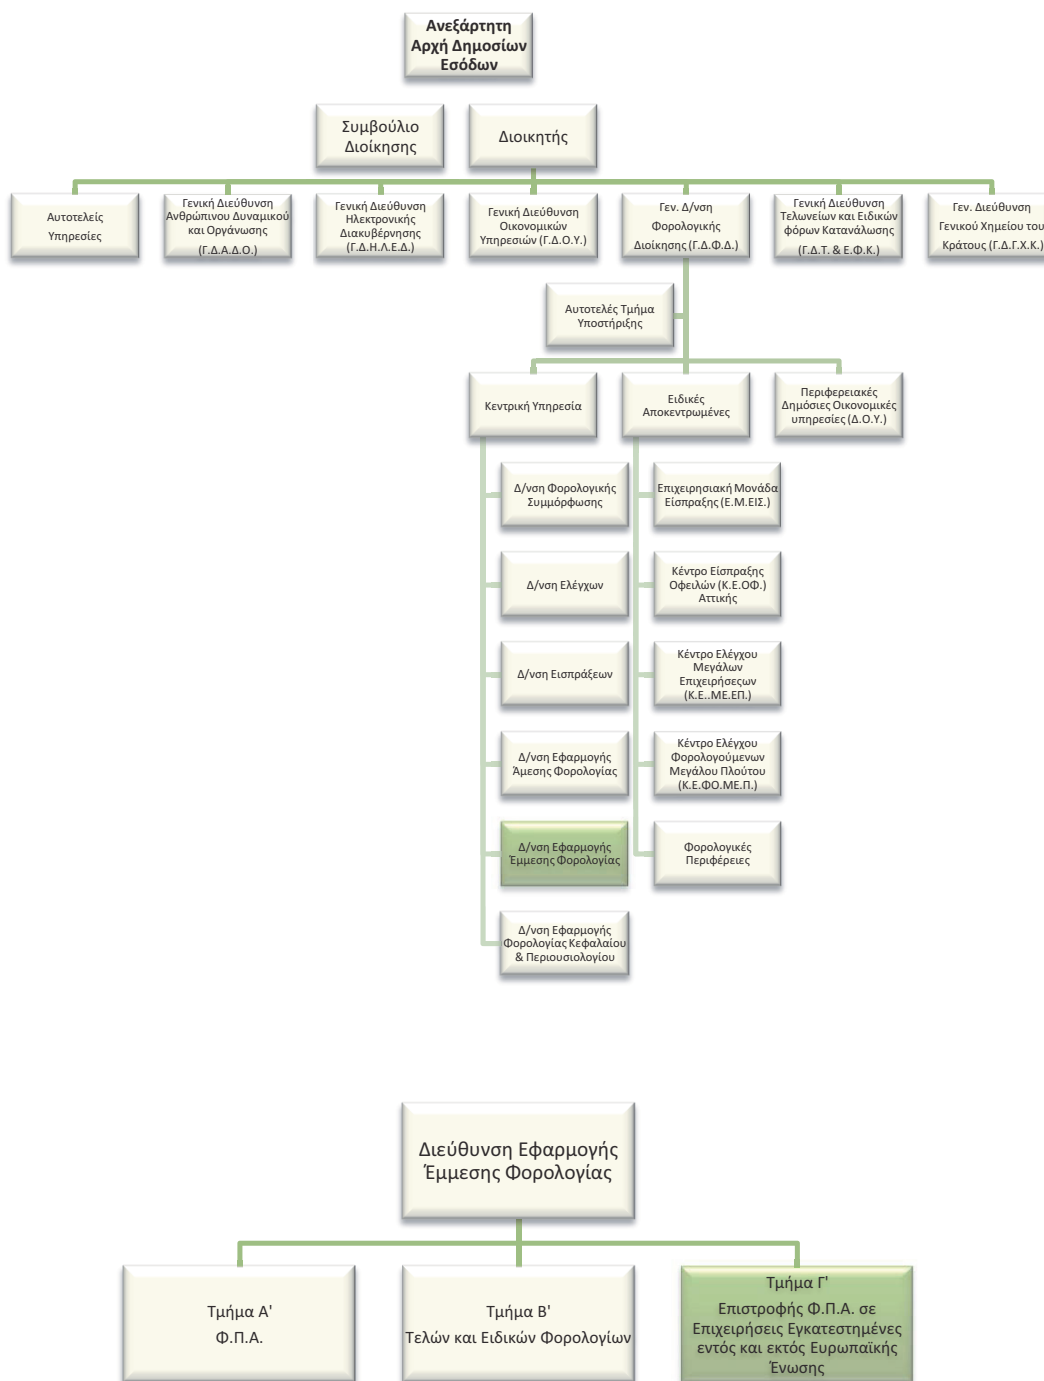 Ανεξάρτητη
Αρχή Δημοσίων
Εσόδων
Συμβούλιο
Διοίκησης
Διοικητής
Αυτοτελείς
Υπηρεσίες
Γενική Διεύθυνση
Ανθρώπινου Δυναμικού
και Οργάνωσης
(Γ.Δ.Α.Δ.Ο.)
Γενική Διεύθυνση
Ηλεκτρονικής
Διακυβέρνησης
(Γ.Δ.Η.Λ.Ε.Δ.)
Γενική Διεύθυνση
Οικονομικών
Υπηρεσιών (Γ.Δ.Ο.Υ.)
Γεν. Δ/νση
Φορολογικής
Διοίκησης (Γ.Δ.Φ.Δ.)
Γενική Διεύθυνση
Τελωνείων και Ειδικών
φόρων Κατανάλωσης
(Γ.Δ.Τ. & Ε.Φ.Κ.)
Γεν. Διεύθυνση
Γενικού Χημείου του
Κράτους (Γ.Δ.Γ.Χ.Κ.)
Αυτοτελές Τμήμα
Υποστήριξης
Κεντρική Υπηρεσία
Ειδικές
Αποκεντρωμένες
Περιφερειακές
Δημόσιες Οικονομικές
υπηρεσίες (Δ.Ο.Υ.)
Δ/νση Φορολογικής
Συμμόρφωσης
Δ/νση Ελέγχων
Δ/νση Εισπράξεων
Δ/νση Εφαρμογής
Άμεσης Φορολογίας
Δ/νση Εφαρμογής
Έμμεσης Φορολογίας
Δ/νση Εφαρμογής
Φορολογίας Κεφαλαίου
& Περιουσιολογίου
Επιχειρησιακή Μονάδα
Είσπραξης (Ε.Μ.ΕΙΣ.)
Κέντρο Είσπραξης
Οφειλών (Κ.Ε.ΟΦ.)
Αττικής
Κέντρο Ελέγχου
Μεγάλων
Επιχειρήσεςων
(Κ.Ε..ΜΕ.ΕΠ.)
Κέντρο Ελέγχου
Φορολογούμενων
Μεγάλου Πλούτου
(Κ.Ε.ΦΟ.ΜΕ.Π.)
Φορολογικές
Περιφέρειες
Διεύθυνση Εφαρμογής
Έμμεσης Φορολογίας
Τμήμα Α'
Φ.Π.Α.
Τμήμα Β'
Τελών και Ειδικών Φορολογίων
Τμήμα Γ'
Επιστροφής Φ.Π.Α. σε
Επιχειρήσεις Εγκατεστημένες
εντός και εκτός Ευρωπαϊκής
Ένωσης